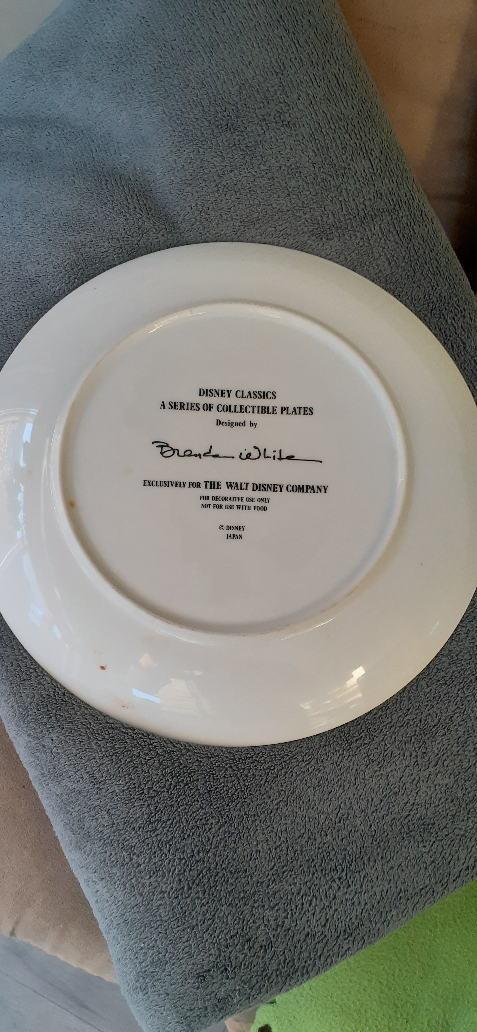 DISNEY CLASSICS
A SERIES OF COLLECTIBLE PLATES
Designed by
Brenda White
EXCLUSIVELY FOR THE WALT DISNEY COMPANY
FOR DECORATIVE USE ONLY
NOT FOR USE WITH FOOD
© DISNEY
JAPAN